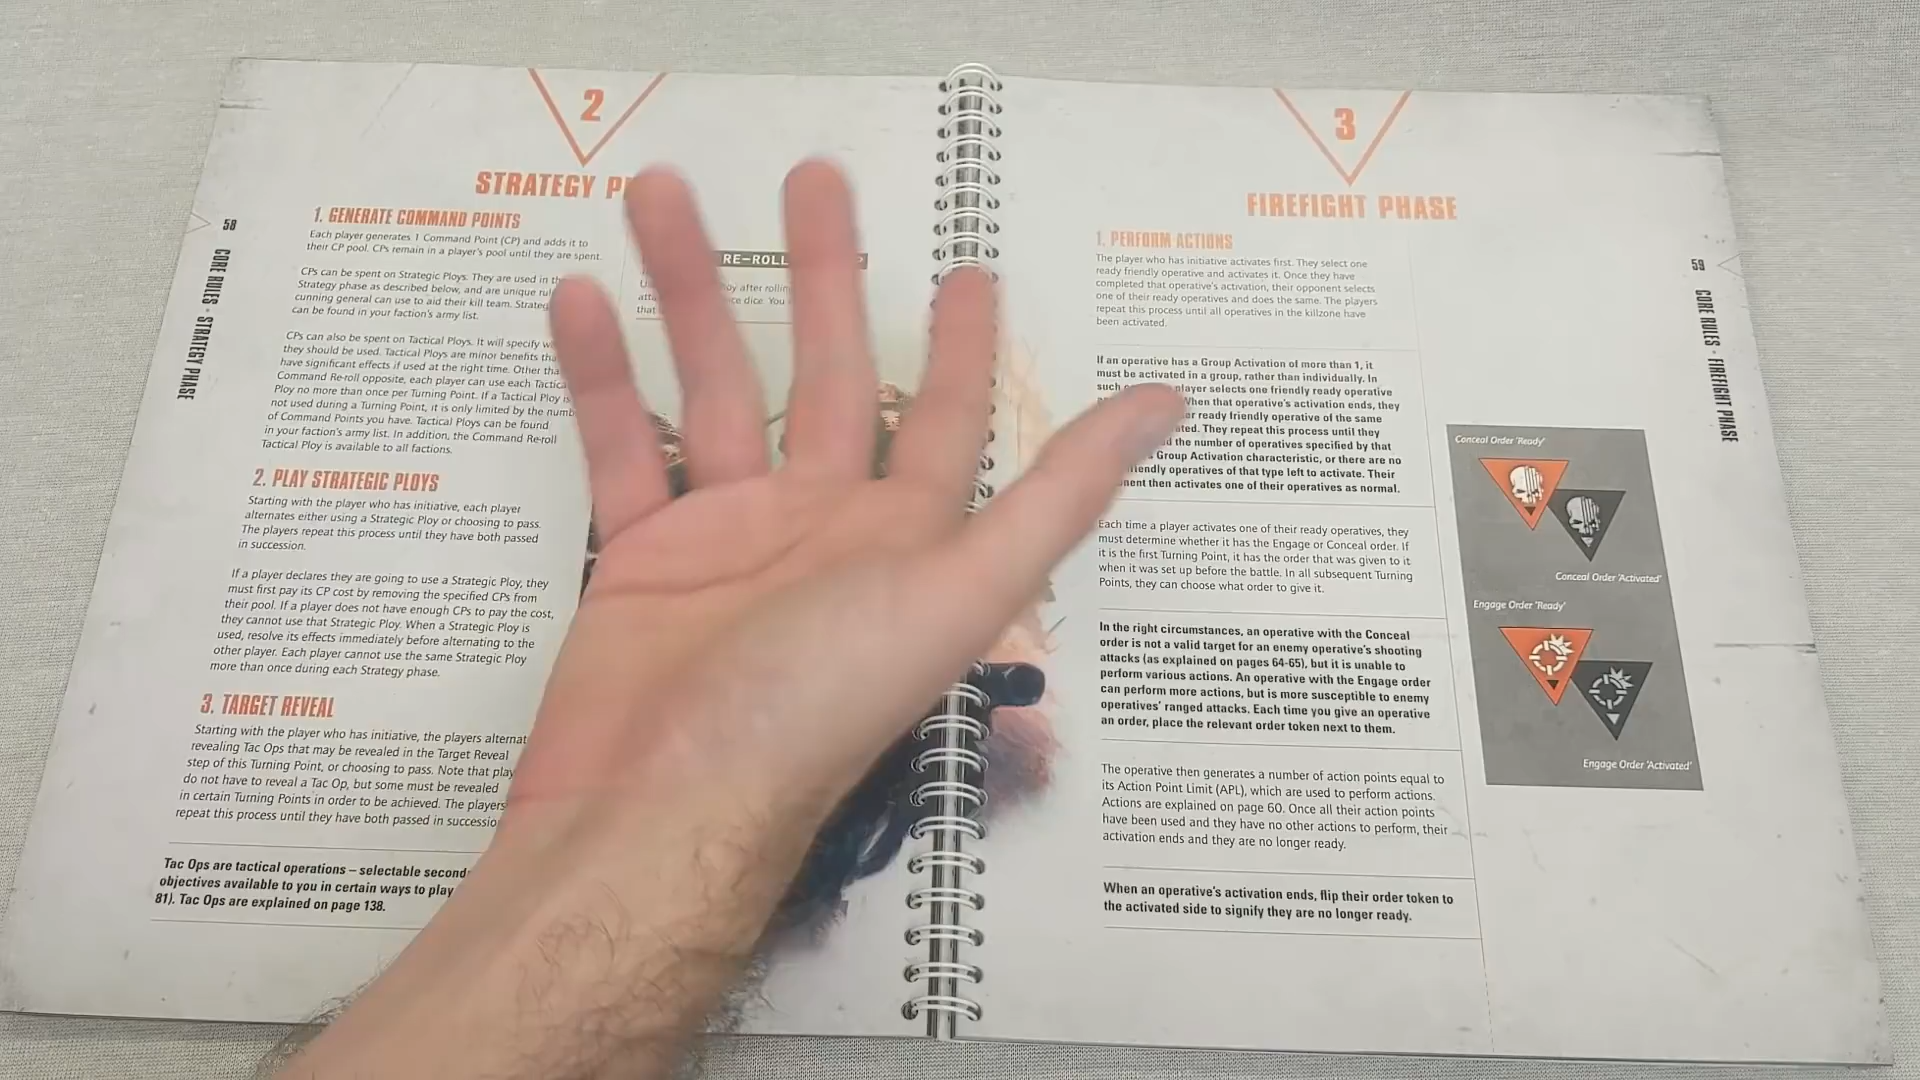 2
STRATEGY
1. GENERATE COMMAND POINTS
Each player generates 1 Command Point (CP) and adds it to
their CP pool. CPs remain in a player's pool until they are spent.
CPs can be spent on Strategic Ploys. They are used in the
Strategy phase as described below, and are unique
cunning general can use to aid their kill team.
can be found in your faction's army list.
CPs can also be spent on Tactical Ploys. It will specify
they should be used. Tactical Ploys are minor benefits
have significant effects if used at the right time. Other
Command Re-roll opposite, each player can use each
Ploy no more than once per Turning Point. If a Tactical Ploy is
not used during a Turning Point, it is only limited by the
of Command Points you have. Tactical Ploys can be found
in your faction's army list. In addition, the Command Re-roll
Tactical Ploy is available to all factions.
2. PLAY STRATEGIC PLOYS
Starting with the player who has initiative, each player
alternates either using a Strategic Ploy or choosing to pass.
The players repeat this process until they have both passed
in succession.
If a player declares they are going to use a Strategic Ploy, they
must first pay its CP cost by removing the specified CPs from
their pool. If a player does not have enough CPs to pay the cost,
they cannot use that Strategic Ploy. When a Strategic Ploy is
used, resolve its effects immediately before alternating to the
other player. Each player cannot use the same Strategic Ploy
more than once during each Strategy phase.
3. TARGET REVEAL
Starting with the player who has initiative, the players
revealing Tac Ops that may be revealed in the Target Reveal
step of this Turning Point, or choosing to pass. Note that
do not have to reveal a Tac Op, but some must be revealed
in certain Turning Points in order to be achieved. The players
repeat this process until they have both passed in
Tac Ops are tactical operations – selectable
objectives available to you in certain ways to play
81). Tac Ops are explained on page 138.
RE-ROLL
after rolling
dice. You
that
58
CORE RULES - STRATEGY PHASE
3
FIREFIGHT PHASE
1. PERFORM ACTIONS
The player who has initiative activates first. They select one
ready friendly operative and activates it. Once they have
completed that operative's activation, their opponent selects
one of their ready operatives and does the same. The players
repeat this process until all operatives in the killzone have
been activated.
If an operative has a Group Activation of more than 1, it
must be activated in a group, rather than individually. In
such player selects one friendly ready operative
When that operative's activation ends, they
ready friendly operative of the same
They repeat this process until they
the number of operatives specified by that
Group Activation characteristic, or there are no
operatives of that type left to activate. Their
then activates one of their operatives as normal.
Each time a player activates one of their ready operatives, they
must determine whether it has the Engage or Conceal order. If
it is the first Turning Point, it has the order that was given to it
when it was set up before the battle. In all subsequent Turning
Points, they can choose what order to give it.
In the right circumstances, an operative with the Conceal
order is not a valid target for an enemy operative's shooting
attacks (as explained on pages 64-65), but it is unable to
perform various actions. An operative with the Engage order
can perform more actions, but is more susceptible to enemy
operatives' ranged attacks. Each time you give an operative
an order, place the relevant order token next to them.
The operative then generates a number of action points equal to
its Action Point Limit (APL), which are used to perform actions.
Actions are explained on page 60. Once all their action points
have been used and they have no other actions to perform, their
activation ends and they are no longer ready.
When an operative's activation ends, flip their order token to
the activated side to signify they are no longer ready.
Conceal Order 'Ready'
Conceal Order 'Activated'
Engage Order 'Ready'
Engage Order 'Activated'
59
CORE RULES - FIREFIGHT PHASE